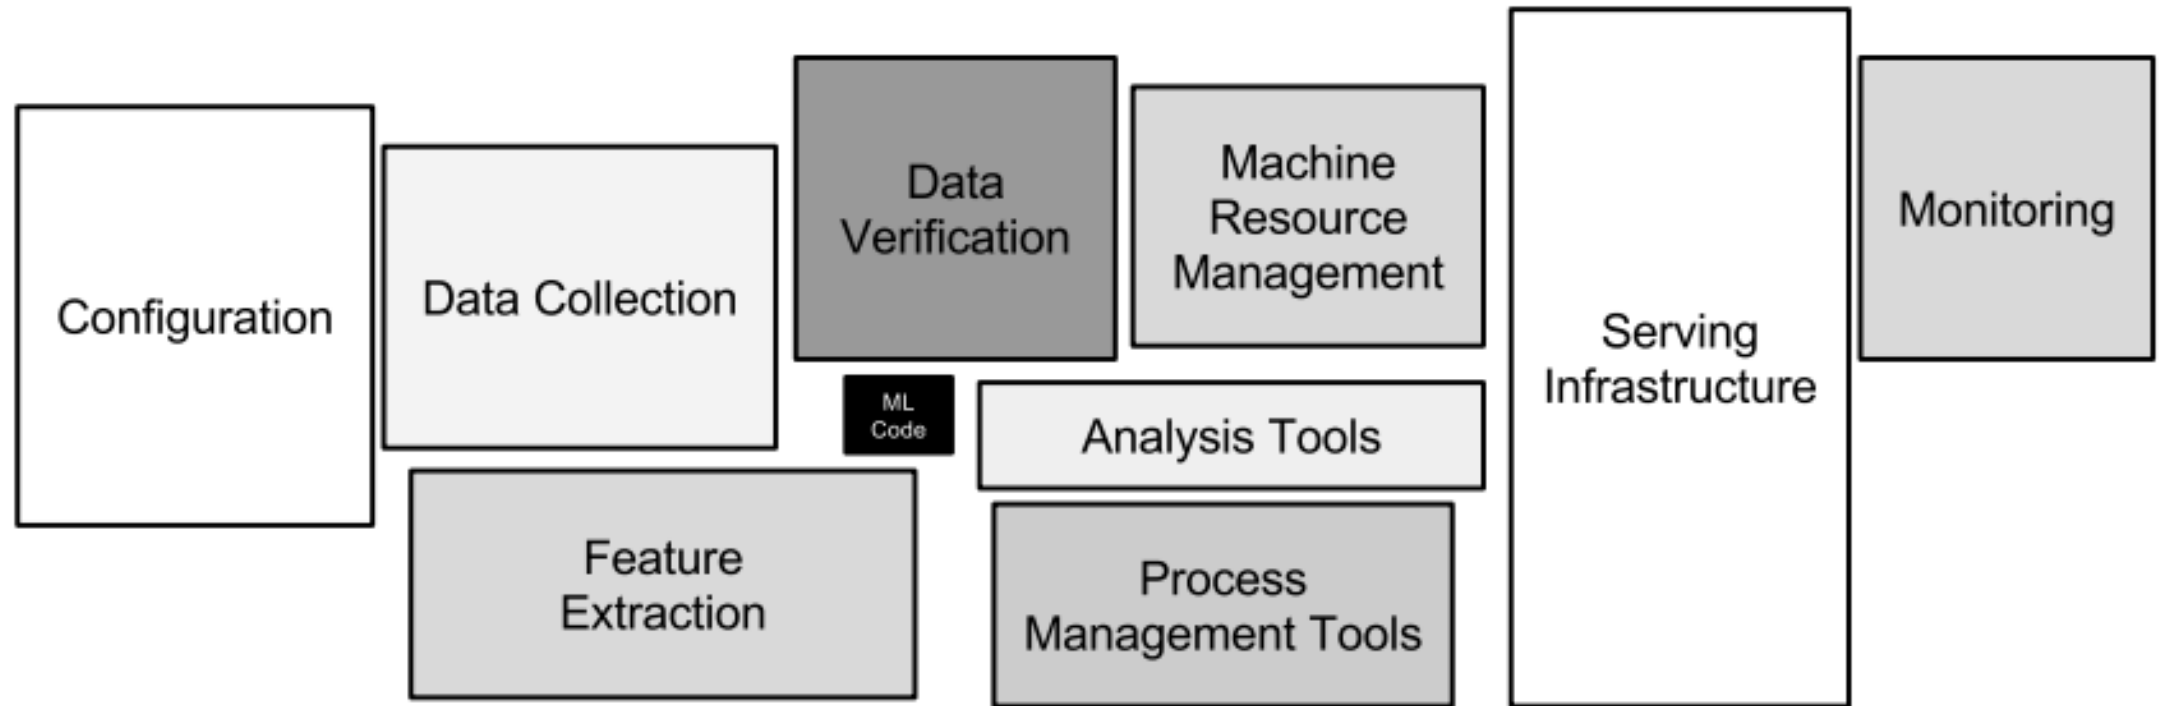 Configuration
Data Collection
Feature
Extraction
Data
Verification
ML
Code
Machine
Resource
Management
Analysis Tools
Process
Management Tools
Serving
Infrastructure
Monitoring